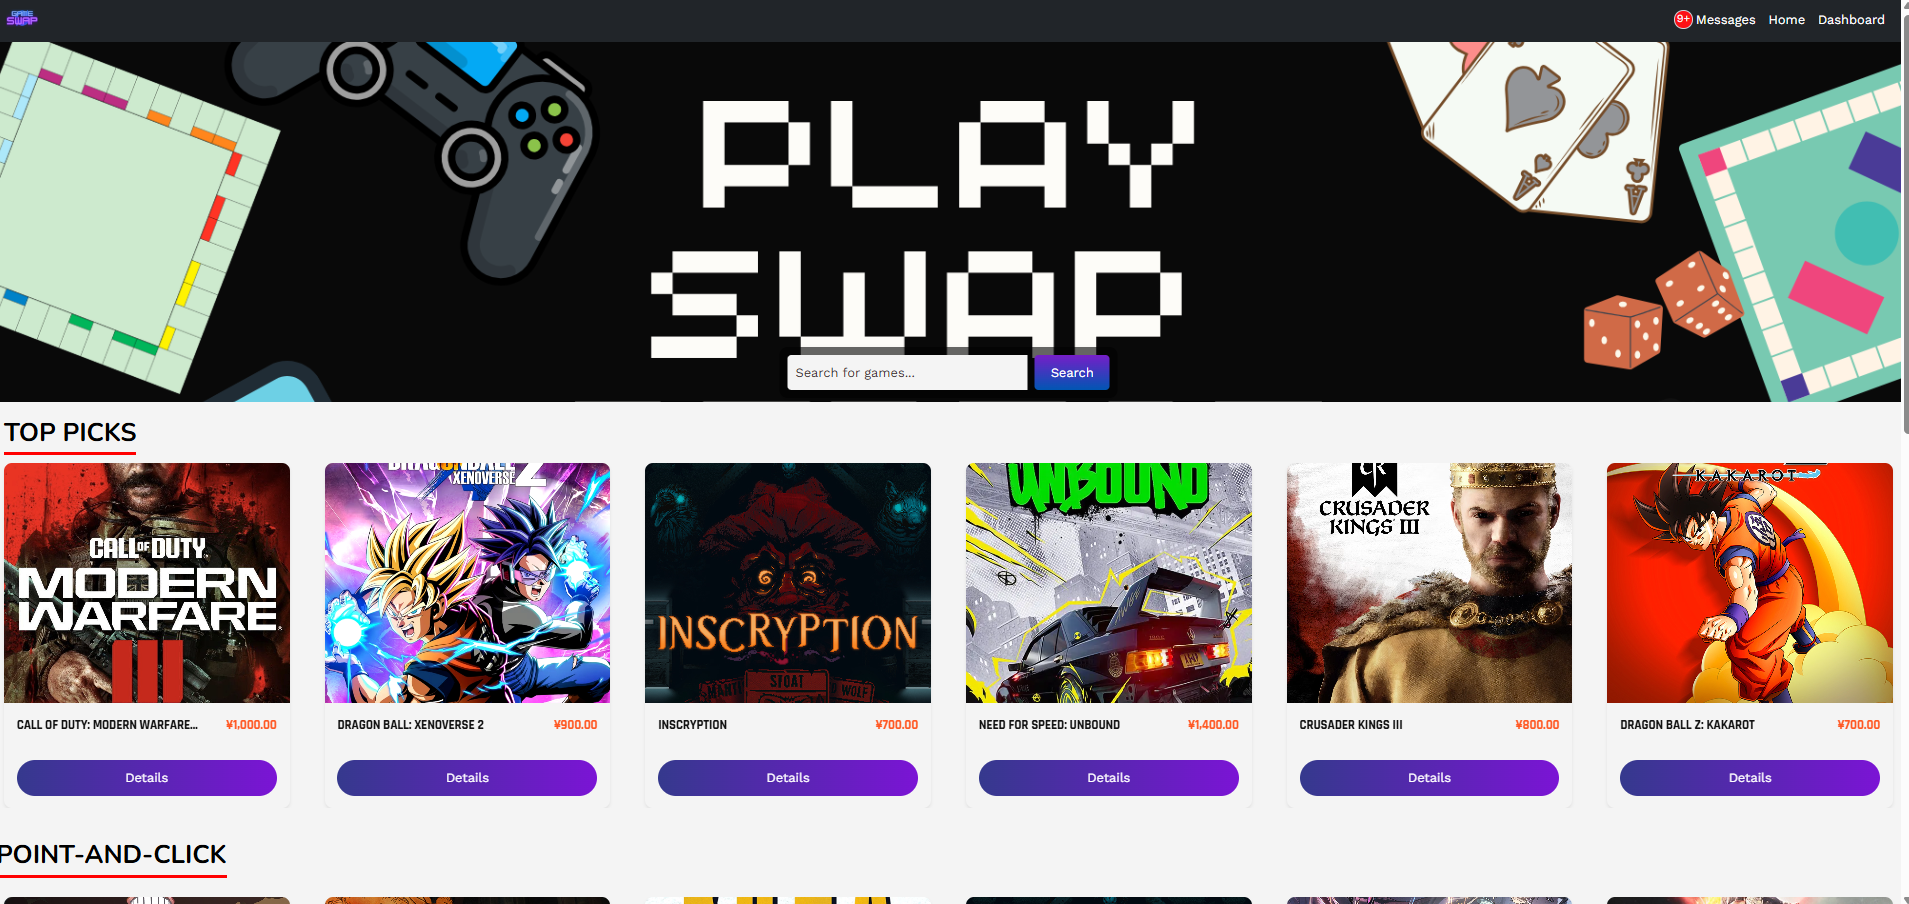 GAME
SWAP
9+ Messages Home Dashboard
PLAY
SWAP
Search for games...
Search
TOP PICKS
CALL OF DUTY
MODERN
WARFARE
III
DRAGONBALL
XENOVERSE 2
INSCRYPTION
STOAT
WOLF
UNBOUND
CK
CRUSADER
KINGS III
KAKAROT
CALL OF DUTY: MODERN WARFARE... ¥1,000.00
DRAGON BALL: XENOVERSE 2 ¥900.00
INSCRYPTION ¥700.00
NEED FOR SPEED: UNBOUND ¥1,400.00
CRUSADER KINGS III ¥800.00
DRAGON BALL Z: KAKAROT ¥700.00
Details
Details
Details
Details
Details
Details
POINT-AND-CLICK